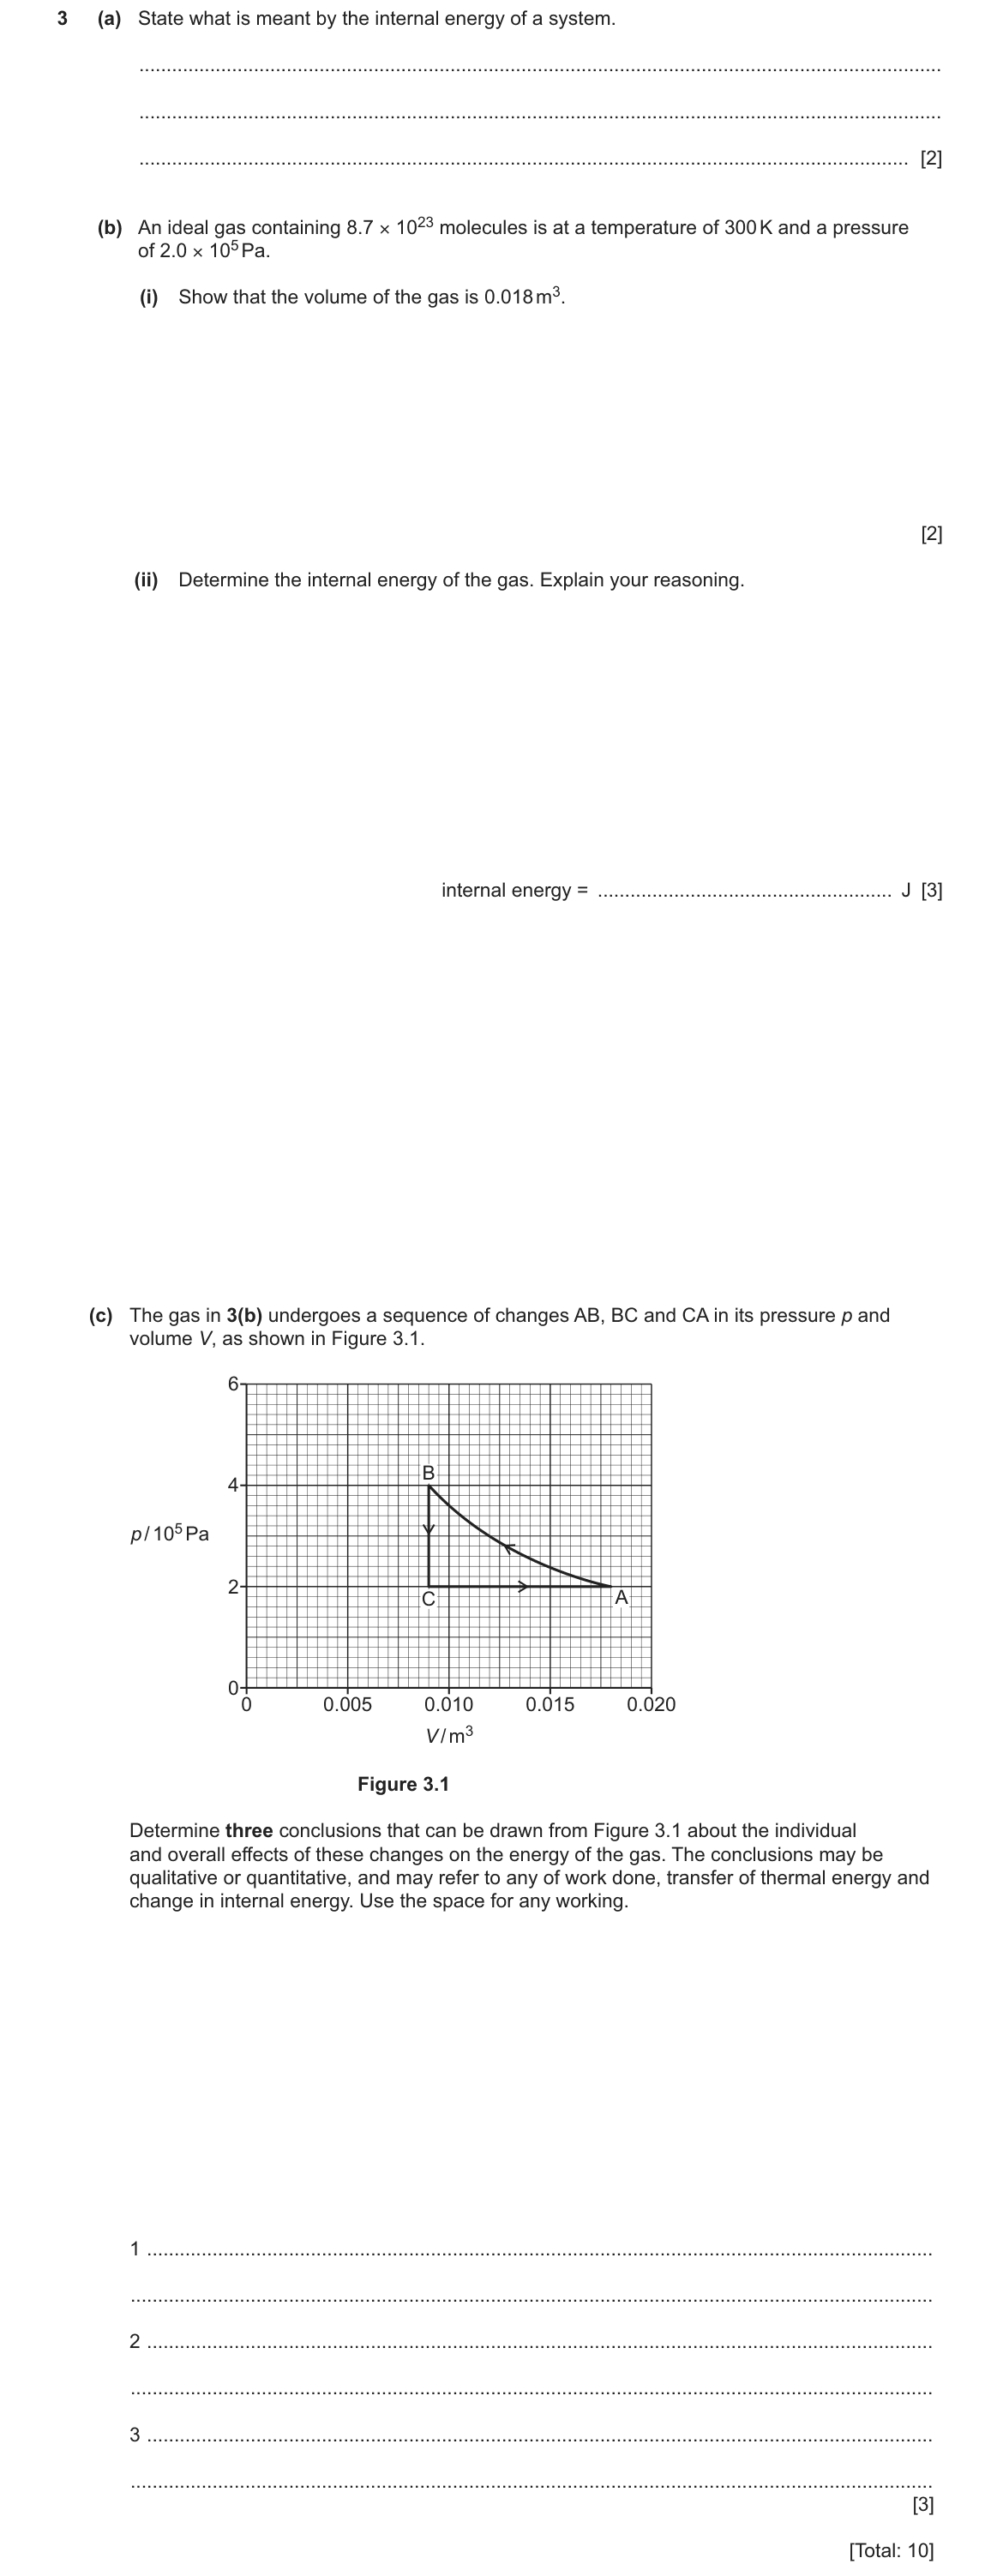 3 (a) State what is meant by the internal energy of a system.
..........................................................................................................................................
..........................................................................................................................................
.................................................................................................................................... [2]
(b) An ideal gas containing 8.7 × 10²³ molecules is at a temperature of 300 K and a pressure
of 2.0 × 10⁵ Pa.
(i) Show that the volume of the gas is 0.018 m³.
[2]
(ii) Determine the internal energy of the gas. Explain your reasoning.
internal energy = ..................................................... J [3]
(c) The gas in 3(b) undergoes a sequence of changes AB, BC and CA in its pressure p and
volume V, as shown in Figure 3.1.
6
B
4
p / 10⁵ Pa
2
C
A
0
0 0.005 0.010 0.015 0.020
V / m³
Figure 3.1
Determine three conclusions that can be drawn from Figure 3.1 about the individual
and overall effects of these changes on the energy of the gas. The conclusions may be
qualitative or quantitative, and may refer to any of work done, transfer of thermal energy and
change in internal energy. Use the space for any working.
1 ........................................................................................................................................
..........................................................................................................................................
2 ........................................................................................................................................
..........................................................................................................................................
3 ........................................................................................................................................
..........................................................................................................................................
[3]
[Total: 10]